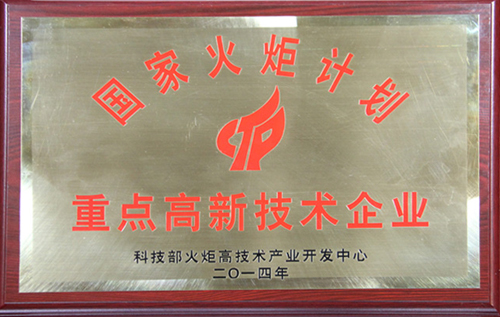 国家火炬计划
重点高新技术企业
科技部火炬高技术产业开发中心
二〇一四年